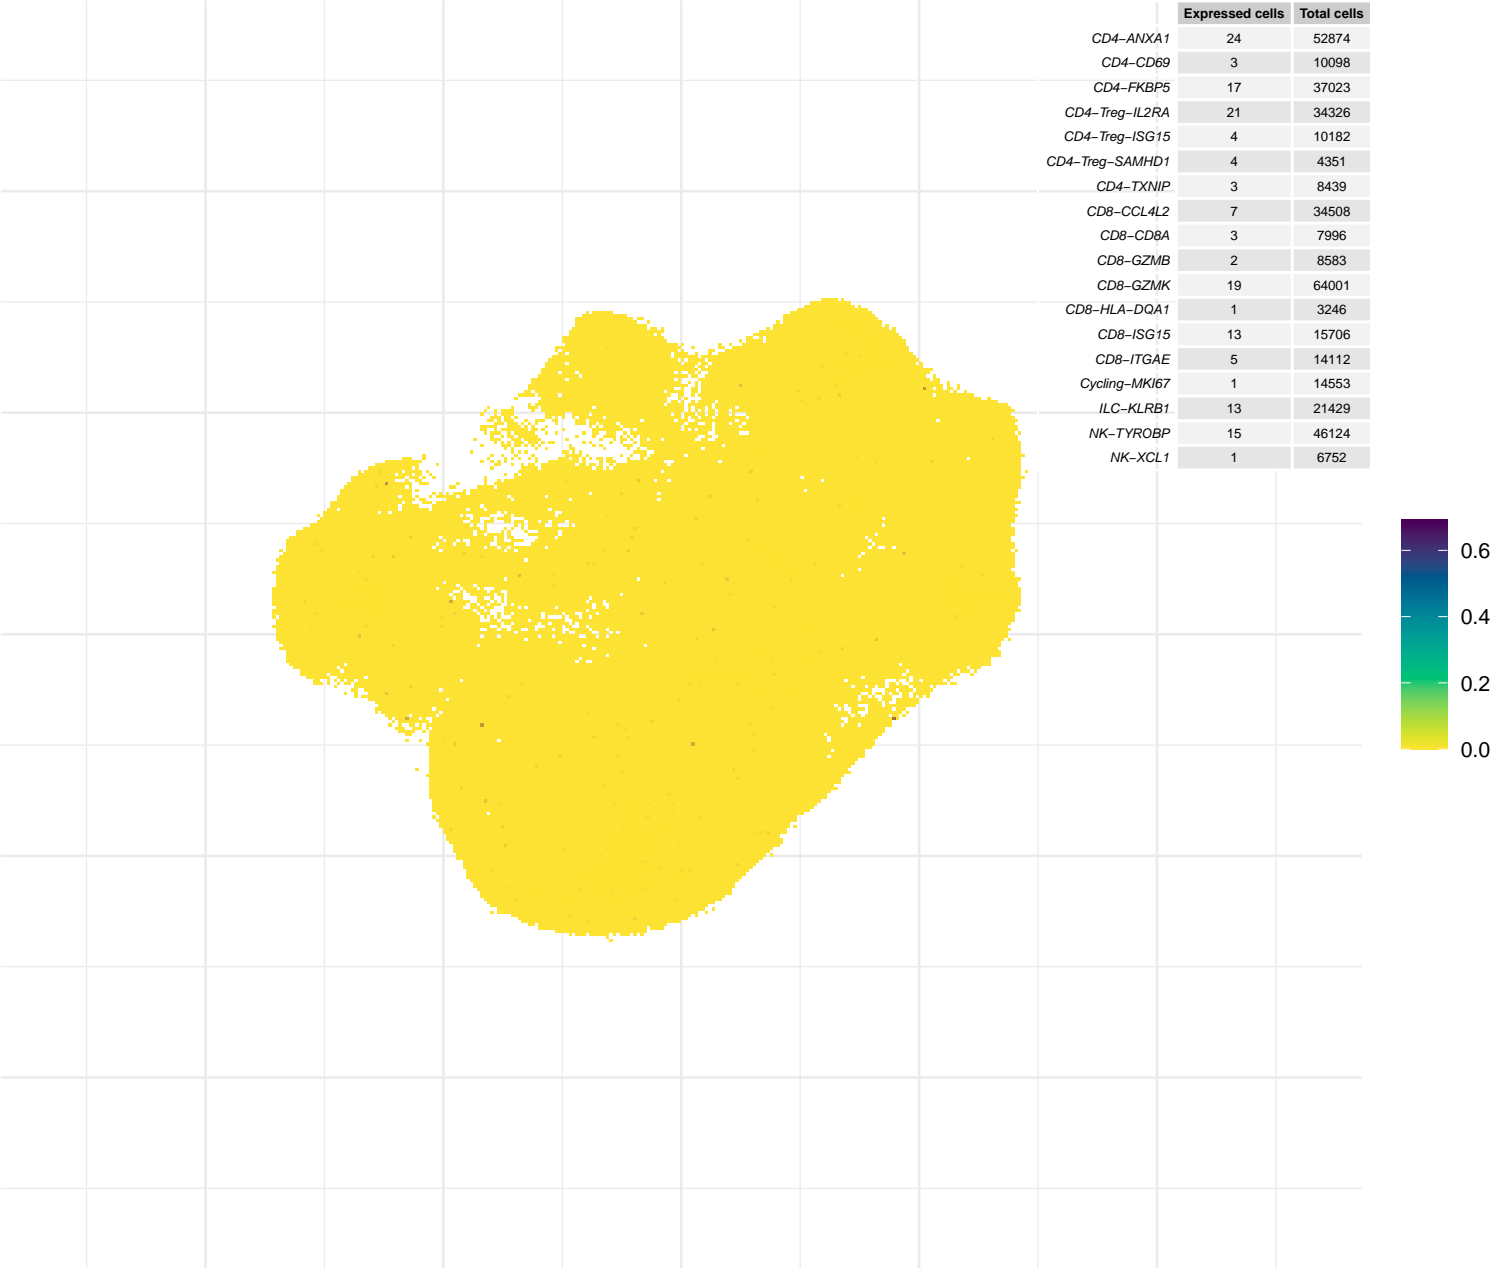 Expressed cells Total cells
CD4−ANXA1 24 52874
CD4−CD69 3 10098
CD4−FKBP5 17 37023
CD4−Treg−IL2RA 21 34326
CD4−Treg−ISG15 4 10182
CD4−Treg−SAMHD1 4 4351
CD4−TXNIP 3 8439
CD8−CCL4L2 7 34508
CD8−CD8A 3 7996
CD8−GZMB 2 8583
CD8−GZMK 19 64001
CD8−HLA−DQA1 1 3246
CD8−ISG15 13 15706
CD8−ITGAE 5 14112
Cycling−MKI67 1 14553
ILC−KLRB1 13 21429
NK−TYROBP 15 46124
NK−XCL1 1 6752
0.6
0.4
0.2
0.0